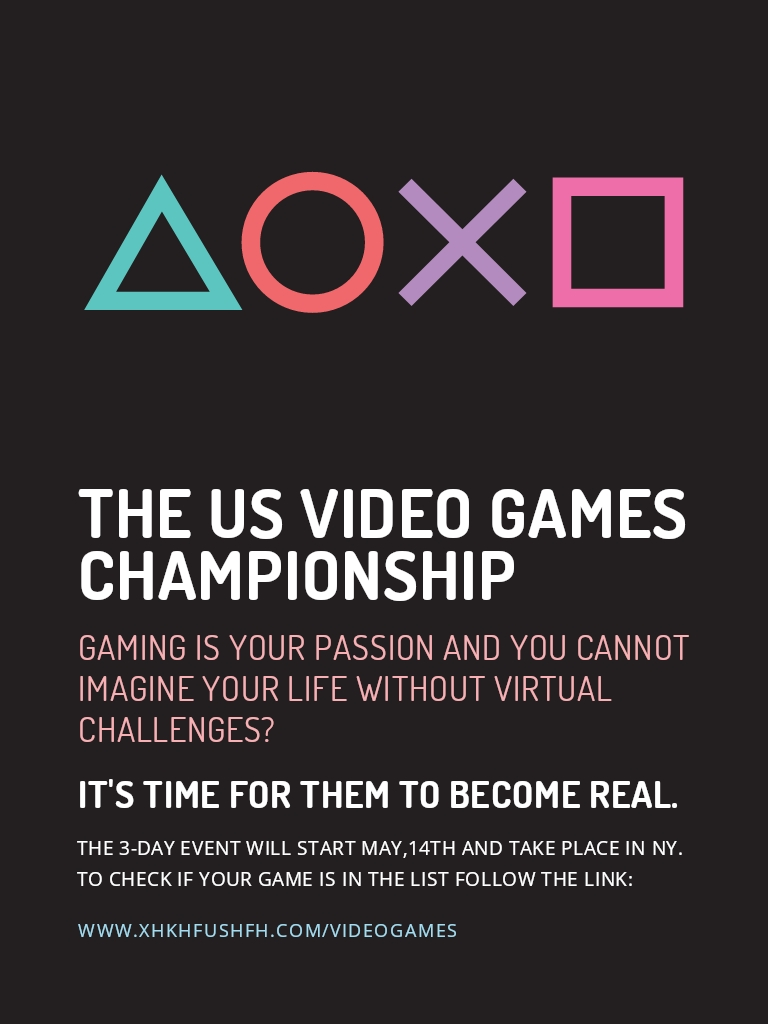 THE US VIDEO GAMES
CHAMPIONSHIP
GAMING IS YOUR PASSION AND YOU CANNOT
IMAGINE YOUR LIFE WITHOUT VIRTUAL
CHALLENGES?
IT'S TIME FOR THEM TO BECOME REAL.
THE 3-DAY EVENT WILL START MAY,14TH AND TAKE PLACE IN NY.
TO CHECK IF YOUR GAME IS IN THE LIST FOLLOW THE LINK:
WWW.XHKHFUSHFH.COM/VIDEOGAMES